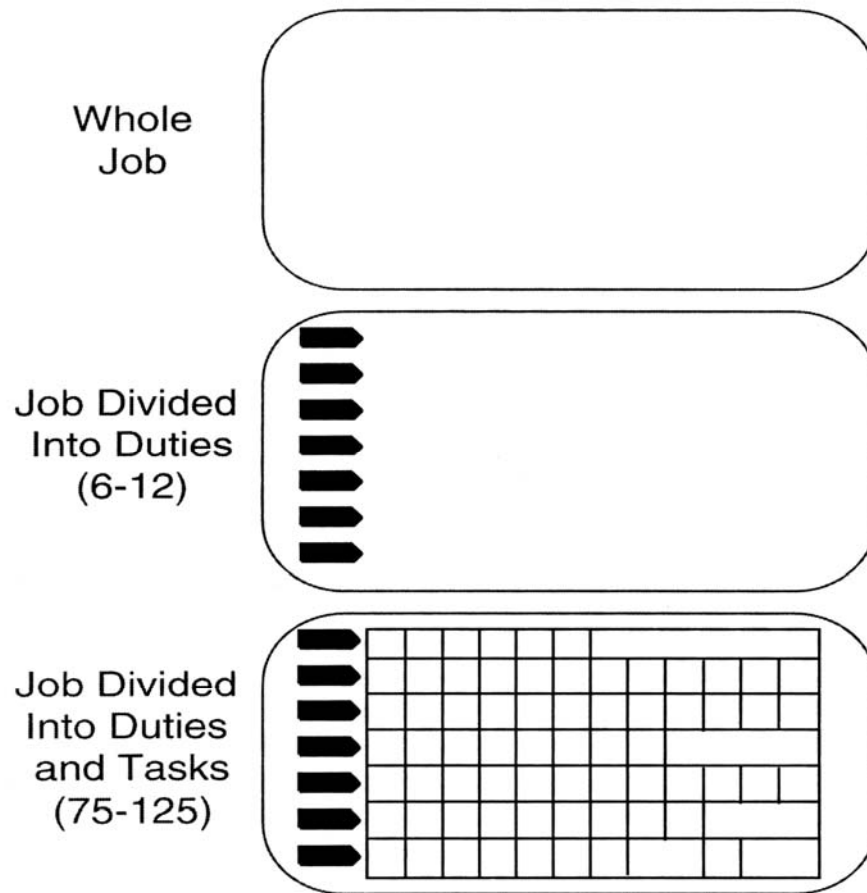 Whole
Job
Job Divided
Into Duties
(6-12)
Job Divided
Into Duties
and Tasks
(75-125)